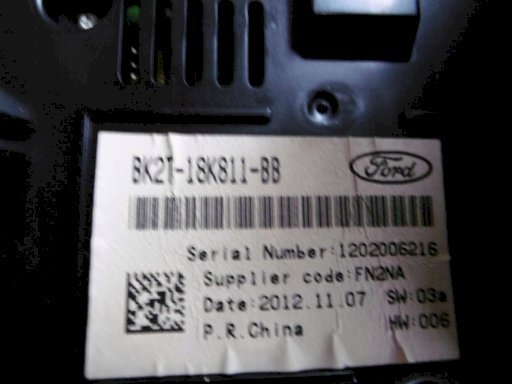 BK2T-18K811-BB
Ford
Serial Number:1202006216
Supplier code:FN2NA
Date:2012.11.07 SW:03a
P.R.China HW:006